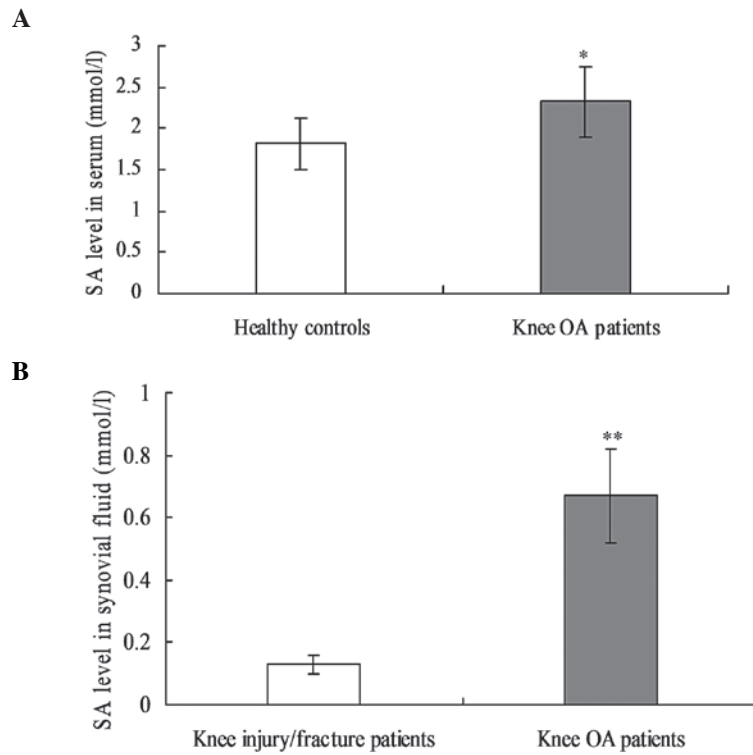 A
SA level in serum (mmol/l)
3
2.5
2
1.5
1
0.5
0
*
Healthy controls
Knee OA patients
B
SA level in synovial fluid (mmol/l)
1
0.8
0.6
0.4
0.2
0
**
Knee injury/fracture patients
Knee OA patients